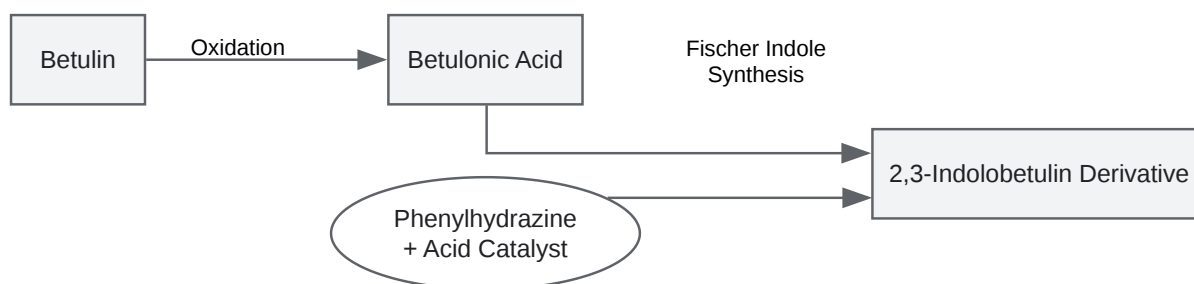 Betulin
Oxidation
Betulonic Acid
Fischer Indole
Synthesis
2,3-Indolobetulin Derivative
Phenylhydrazine
+ Acid Catalyst